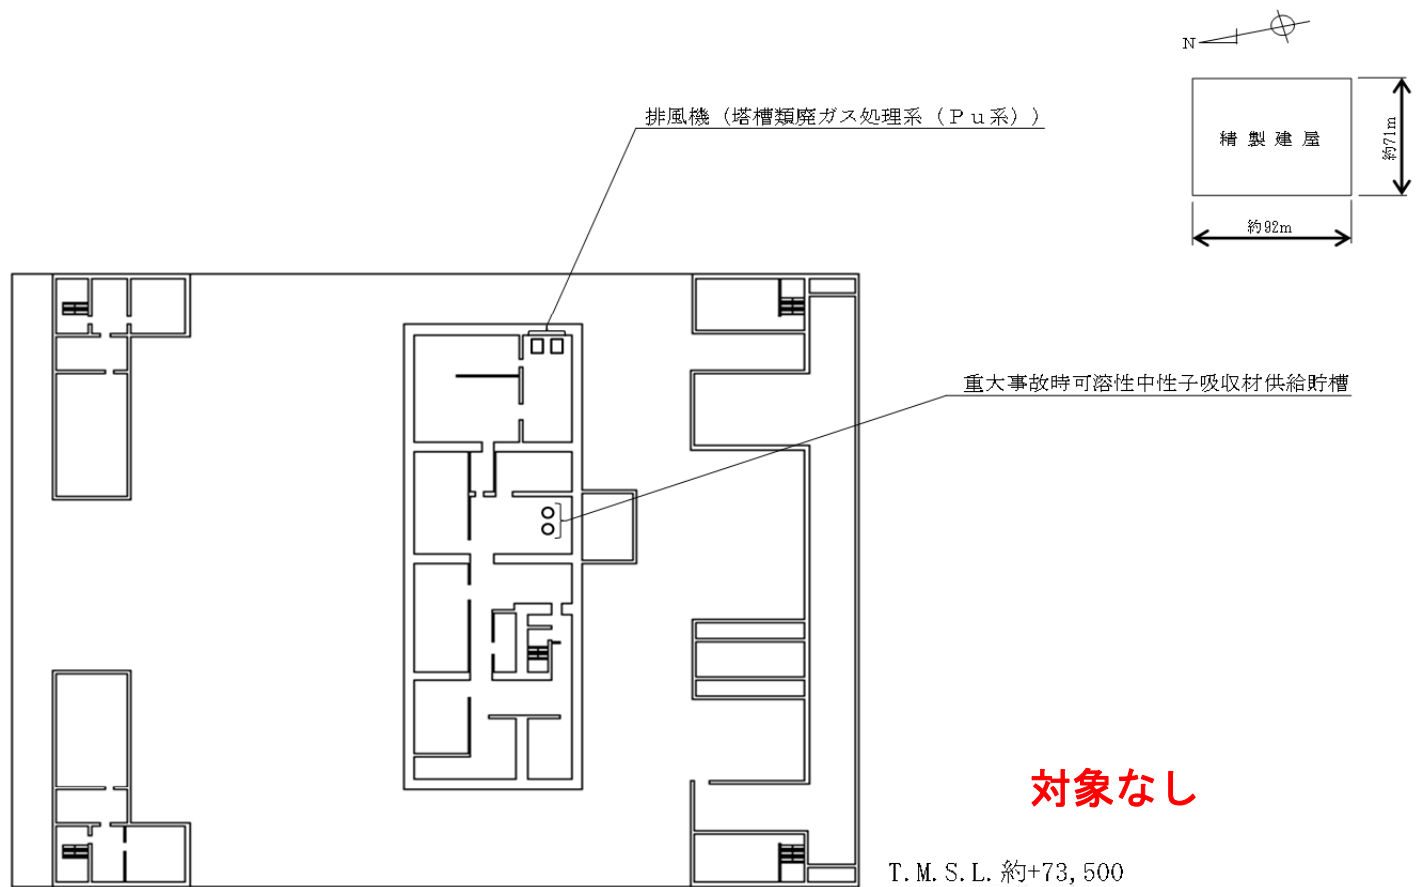 N
排風機（塔槽類廃ガス処理系（Ｐｕ系））
精製建屋
約71m
約92m
重大事故時可溶性中性子吸収材供給貯槽
対象なし
T.M.S.L.約+73,500